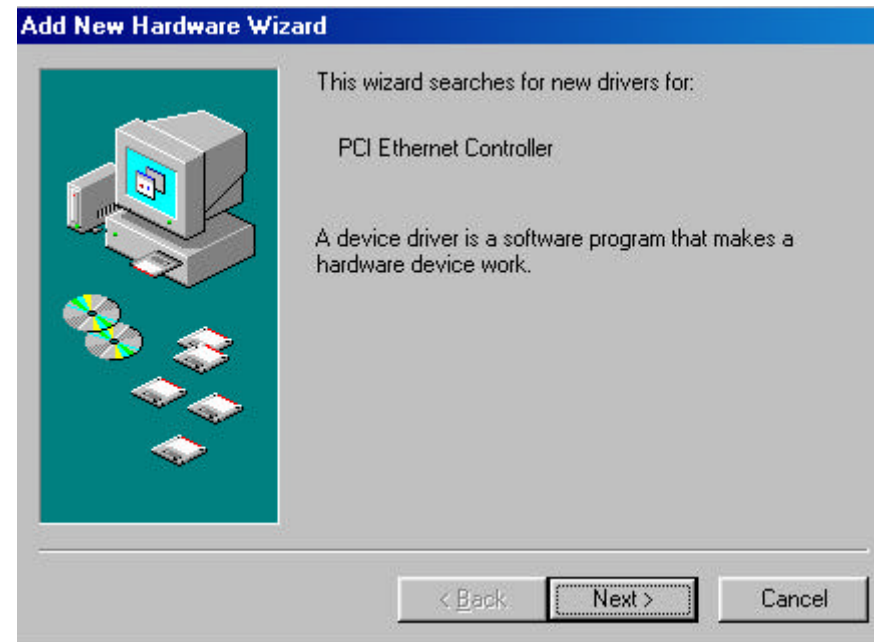 Add New Hardware Wizard
This wizard searches for new drivers for:
PCI Ethernet Controller
A device driver is a software program that makes a
hardware device work.
< Back
Next >
Cancel